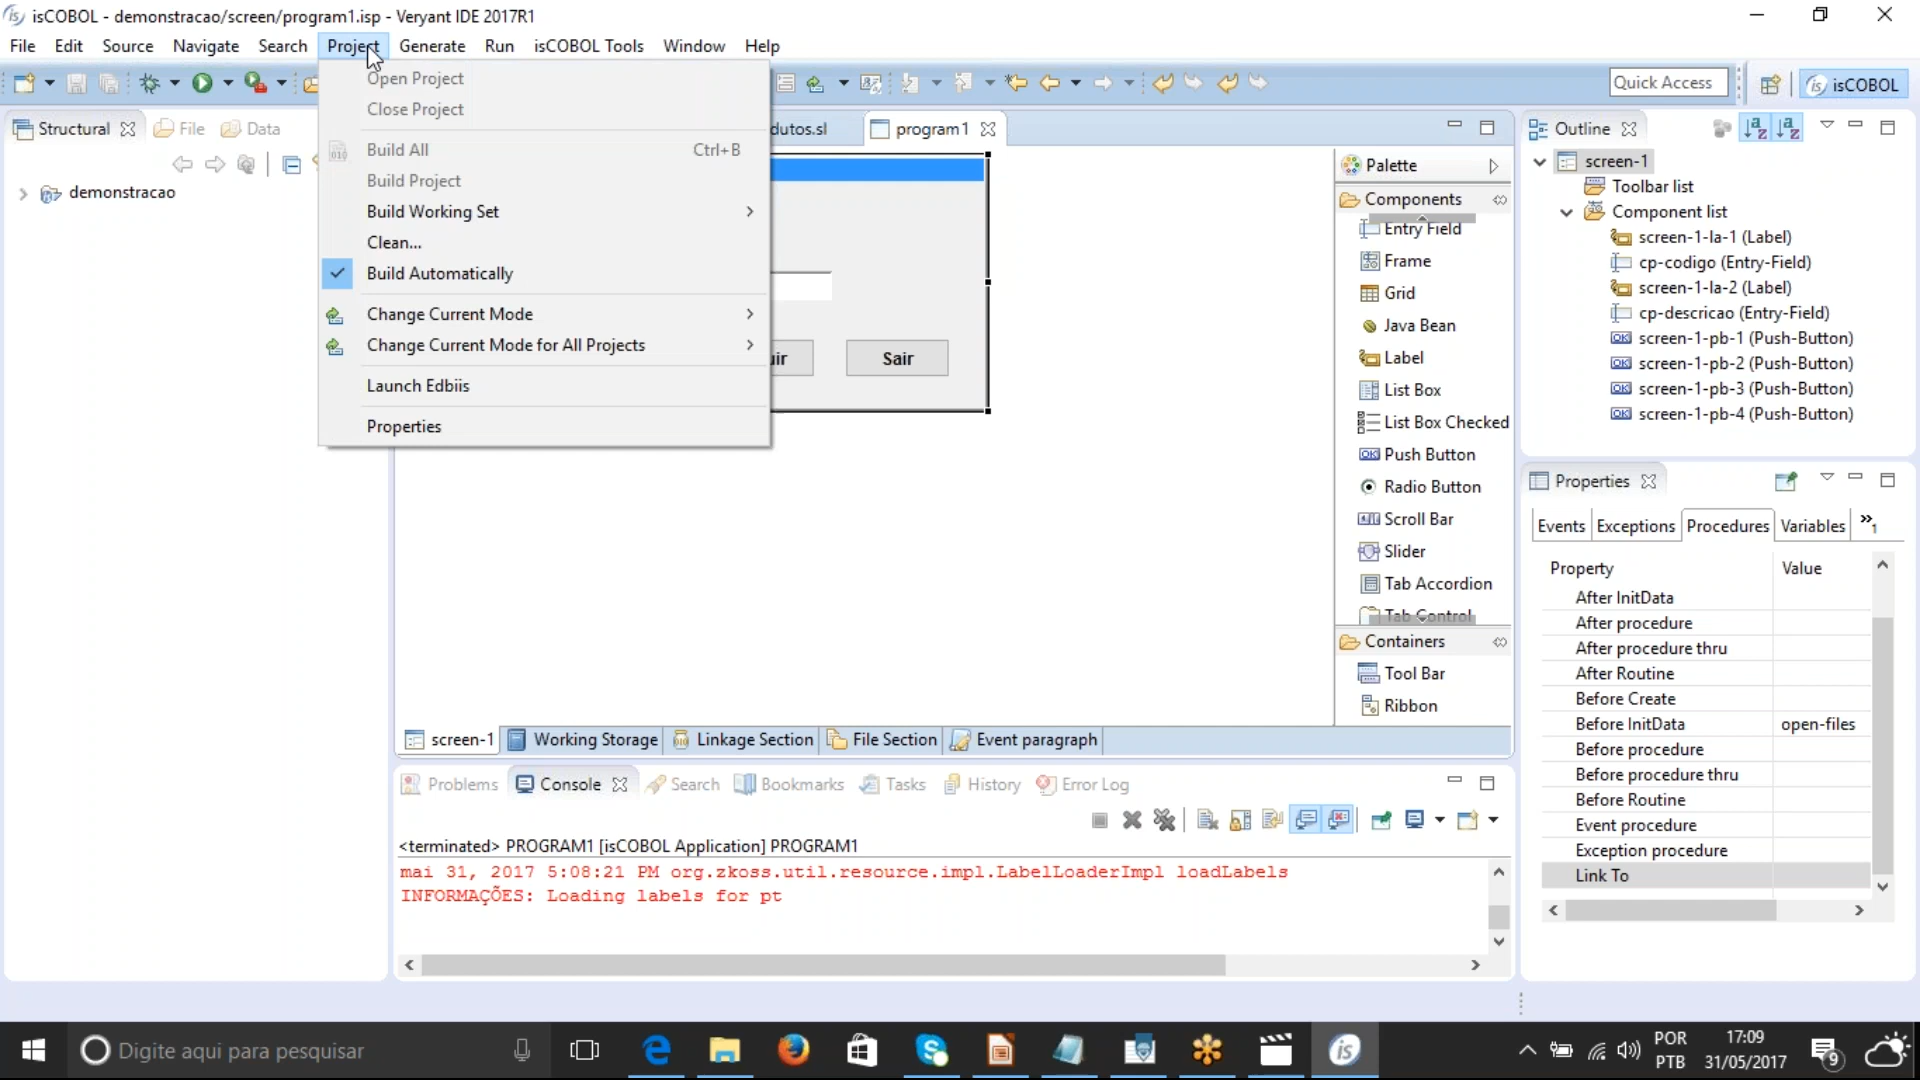 isCOBOL - demonstracao/screen/program1.isp - Veryant IDE 2017R1
File Edit Source Navigate Search Project Generate Run isCOBOL Tools Window Help
Quick Access
isCOBOL
Open Project
Close Project
Build All Ctrl+B
Build Project
Build Working Set
Clean...
Build Automatically
Change Current Mode
Change Current Mode for All Projects
Launch Edbiis
Properties
Structural File Data
demonstracao
dutos.sl program1
uir Sair
Palette
Components
Entry Field
Frame
Grid
Java Bean
Label
List Box
List Box Checked
Push Button
Radio Button
Scroll Bar
Slider
Tab Accordion
Tab Control
Containers
Tool Bar
Ribbon
Outline
screen-1
Toolbar list
Component list
screen-1-la-1 (Label)
cp-codigo (Entry-Field)
screen-1-la-2 (Label)
cp-descricao (Entry-Field)
screen-1-pb-1 (Push-Button)
screen-1-pb-2 (Push-Button)
screen-1-pb-3 (Push-Button)
screen-1-pb-4 (Push-Button)
Properties
Events Exceptions Procedures Variables »1
Property Value
After InitData
After procedure
After procedure thru
After Routine
Before Create
Before InitData open-files
Before procedure
Before procedure thru
Before Routine
Event procedure
Exception procedure
Link To
screen-1 Working Storage Linkage Section File Section Event paragraph
Problems Console Search Bookmarks Tasks History Error Log
<terminated> PROGRAM1 [isCOBOL Application] PROGRAM1
mai 31, 2017 5:08:21 PM org.zkoss.util.resource.impl.LabelLoaderImpl loadLabels
INFORMAÇÕES: Loading labels for pt
Digite aqui para pesquisar
POR
PTB
17:09
31/05/2017
9